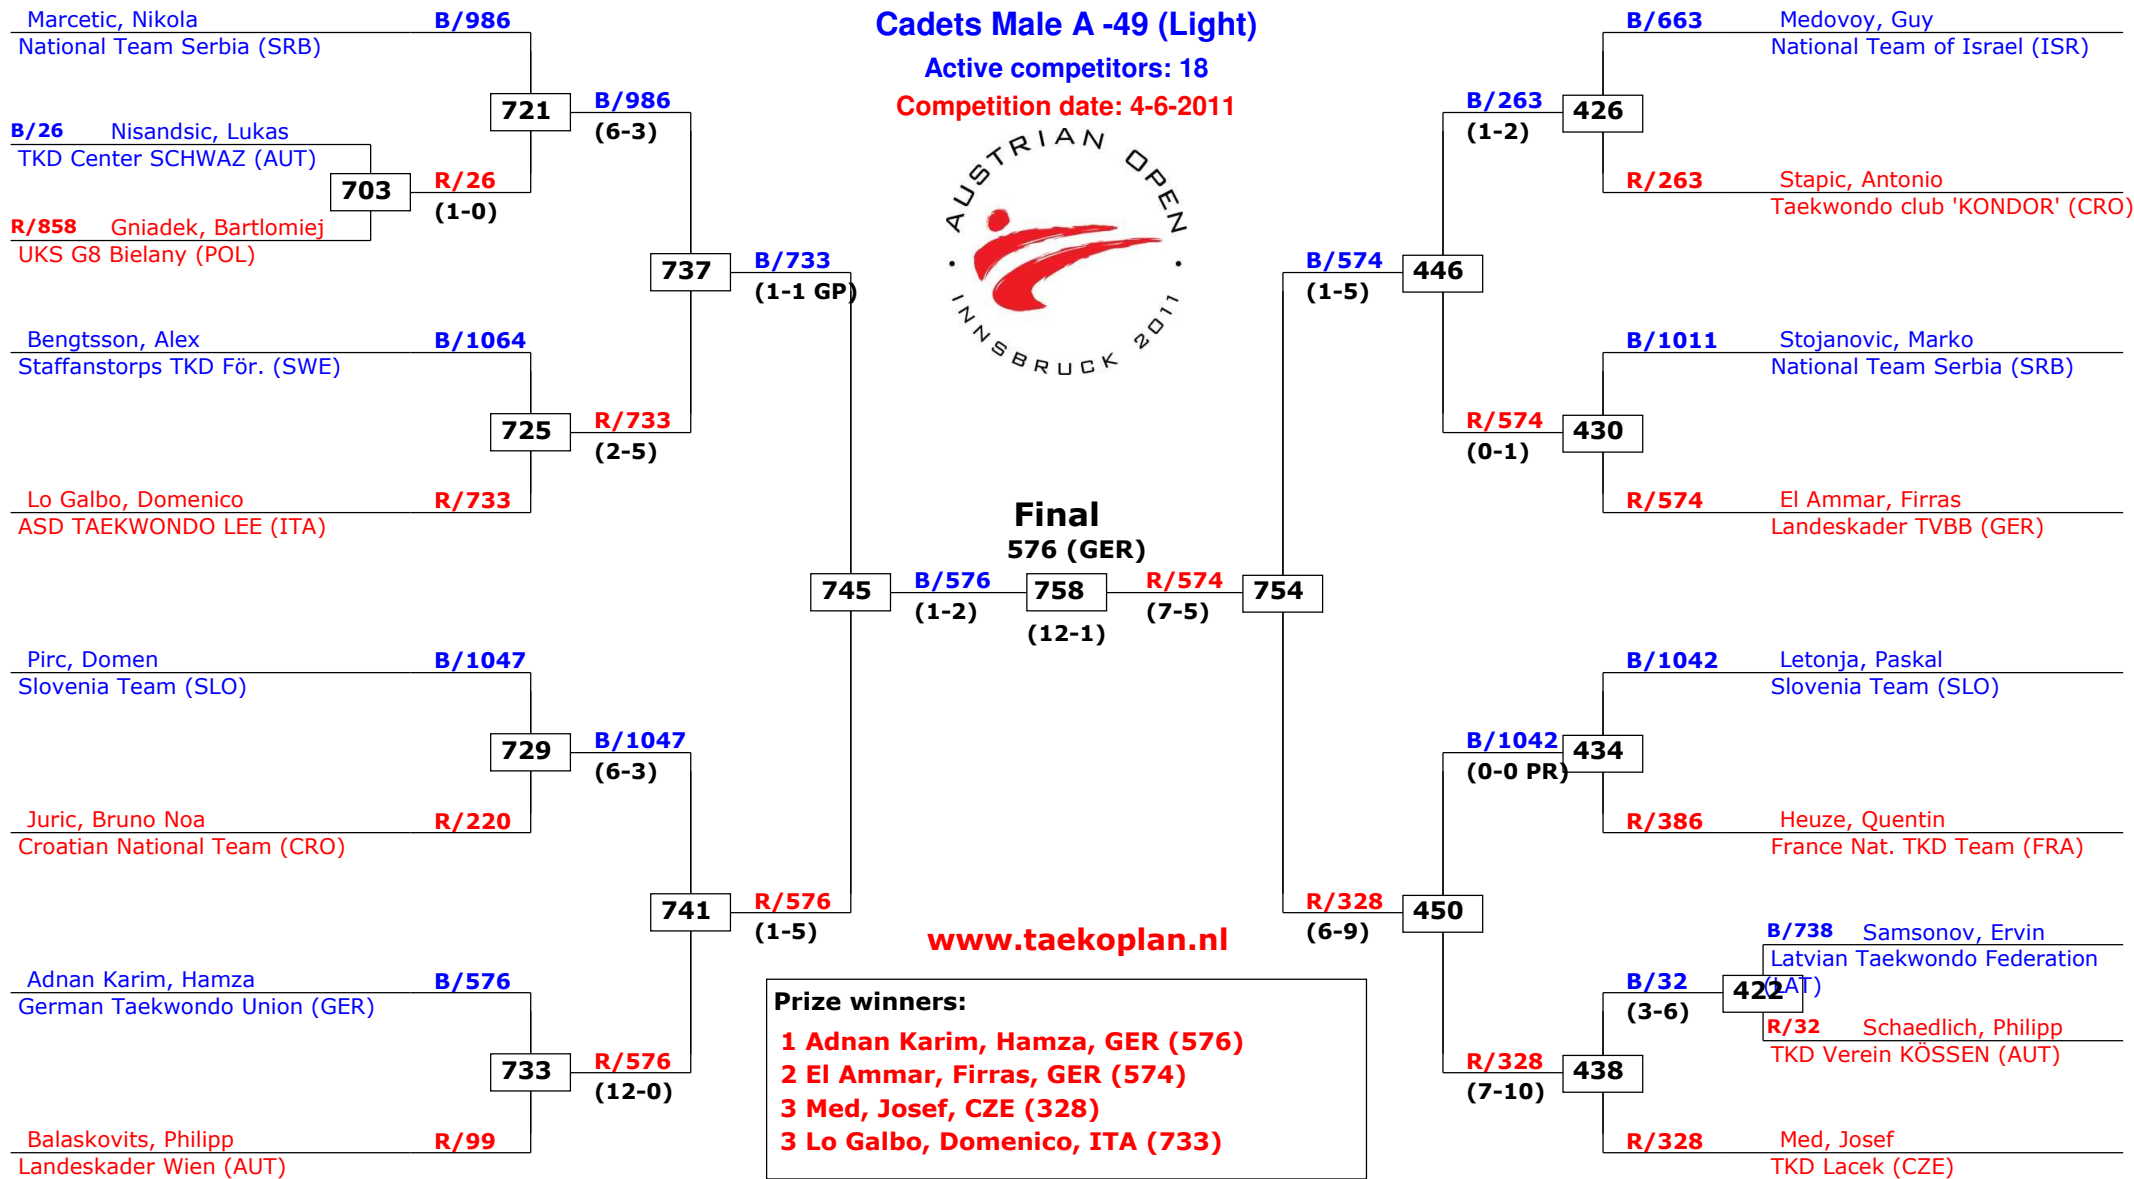 Cadets Male A -49 (Light)
Active competitors: 18
Competition date: 4-6-2011
AUSTRIAN OPEN
• INNSBRUCK 2011 •
Marcetic, Nikola B/986
National Team Serbia (SRB)
721
B/986
(6-3)
B/26 Nisandsic, Lukas
TKD Center SCHWAZ (AUT)
703
R/26
(1-0)
R/858 Gniadek, Bartlomiej
UKS G8 Bielany (POL)
737
B/733
(1-1 GP)
Bengtsson, Alex B/1064
Staffanstorps TKD För. (SWE)
725
R/733
(2-5)
Lo Galbo, Domenico R/733
ASD TAEKWONDO LEE (ITA)
745
B/576
(1-2)
Pirc, Domen B/1047
Slovenia Team (SLO)
729
B/1047
(6-3)
Juric, Bruno Noa R/220
Croatian National Team (CRO)
741
R/576
(1-5)
Adnan Karim, Hamza B/576
German Taekwondo Union (GER)
733
R/576
(12-0)
Balaskovits, Philipp R/99
Landeskader Wien (AUT)
Final
576 (GER)
758
(12-1)
R/574
(7-5)
754
B/663 Medovoy, Guy
National Team of Israel (ISR)
B/263
(1-2)
426
R/263 Stapic, Antonio
Taekwondo club 'KONDOR' (CRO)
B/574
(1-5)
446
B/1011 Stojanovic, Marko
National Team Serbia (SRB)
R/574
(0-1)
430
R/574 El Ammar, Firras
Landeskader TVBB (GER)
B/1042 Letonja, Paskal
Slovenia Team (SLO)
B/1042
(0-0 PR)
434
R/386 Heuze, Quentin
France Nat. TKD Team (FRA)
R/328
(6-9)
450
B/738 Samsonov, Ervin
Latvian Taekwondo Federation
(LAT)
B/32
(3-6)
422
R/32 Schaedlich, Philipp
TKD Verein KÖSSEN (AUT)
R/328
(7-10)
438
R/328 Med, Josef
TKD Lacek (CZE)
www.taekoplan.nl
Prize winners:
1 Adnan Karim, Hamza, GER (576)
2 El Ammar, Firras, GER (574)
3 Med, Josef, CZE (328)
3 Lo Galbo, Domenico, ITA (733)